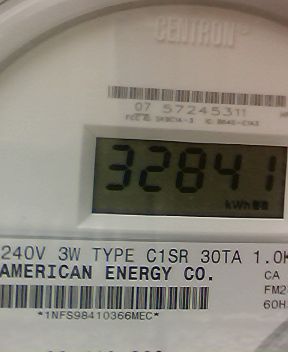 CENTRON
07 57245311
32841
kWh
240V 3W TYPE C1SR 30TA 1.0K
AMERICAN ENERGY CO.
CA
FM2
60H
*1NFS98410366MEC*